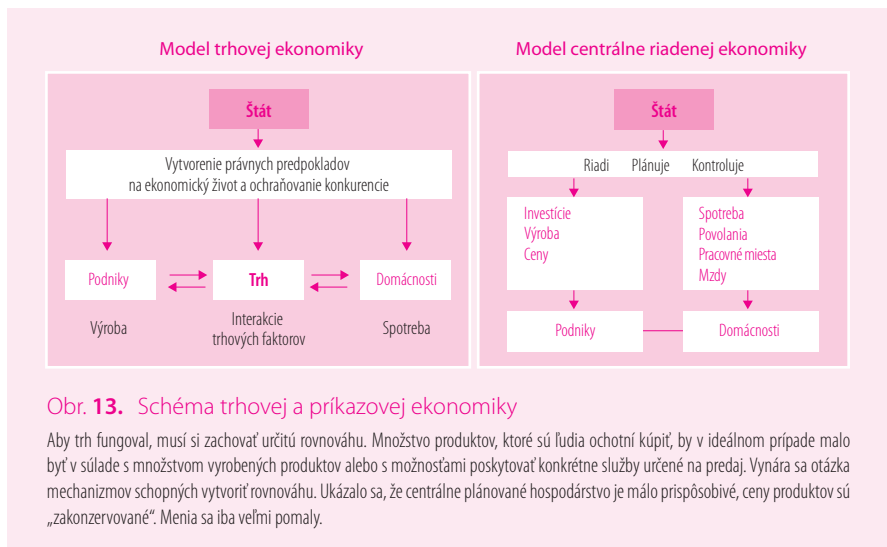 Model trhovej ekonomiky
Štát
Vytvorenie právnych predpokladov
na ekonomický život a ochraňovanie konkurencie
Podniky
Trh
Domácnosti
Výroba
Interakcie
trhových faktorov
Spotreba
Model centrálne riadenej ekonomiky
Štát
Riadi Plánuje Kontroluje
Investície
Výroba
Ceny
Spotreba
Povolania
Pracovné miesta
Mzdy
Podniky
Domácnosti
Obr. 13. Schéma trhovej a príkazovej ekonomiky
Aby trh fungoval, musí si zachovať určitú rovnováhu. Množstvo produktov, ktoré sú ľudia ochotní kúpiť, by v ideálnom prípade malo
byť v súlade s množstvom vyrobených produktov alebo s možnosťami poskytovať konkrétne služby určené na predaj. Vynára sa otázka
mechanizmov schopných vytvoriť rovnováhu. Ukázalo sa, že centrálne plánované hospodárstvo je málo prispôsobivé, ceny produktov sú
„zakonzervované“. Menia sa iba veľmi pomaly.